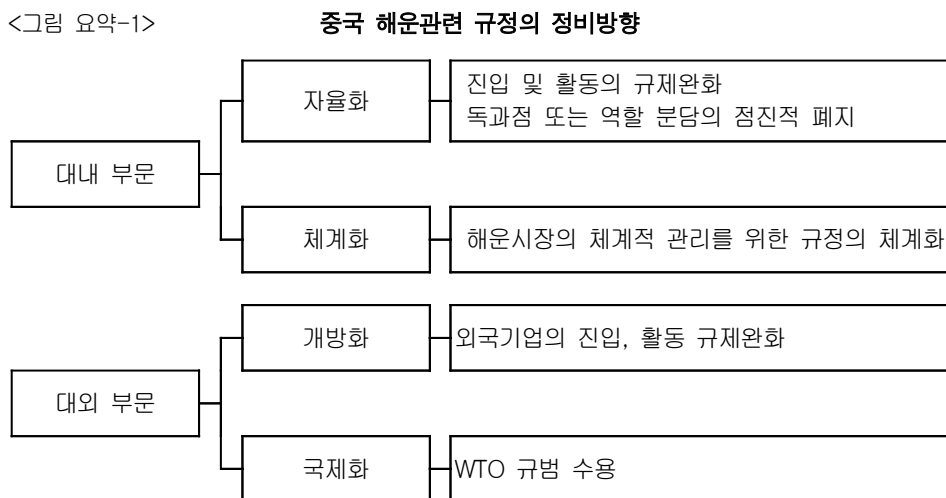 <그림 요약-1> 중국 해운관련 규정의 정비방향
자율화
진입 및 활동의 규제완화
독과점 또는 역할 분담의 점진적 폐지
대내 부문
체계화
해운시장의 체계적 관리를 위한 규정의 체계화
개방화
외국기업의 진입, 활동 규제완화
대외 부문
국제화
WTO 규범 수용